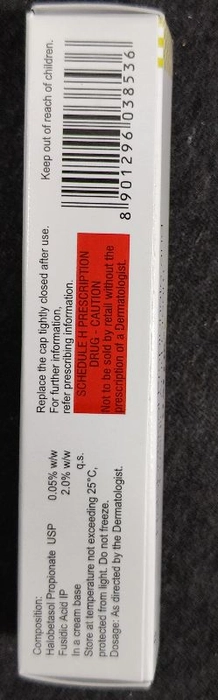 Composition:
Halobetasol Propionate USP 0.05% w/w
Fusidic Acid IP 2.0% w/w
In a cream base q.s.
Store at temperature not exceeding 25°C,
protected from light. Do not freeze.
Dosage: As directed by the Dermatologist.
Replace the cap tightly closed after use.
For further information,
refer prescribing information.
SCHEDULE H PRESCRIPTION
DRUG - CAUTION
Not to be sold by retail without the
prescription of a Dermatologist.
Keep out of reach of children.
8 901296 038536